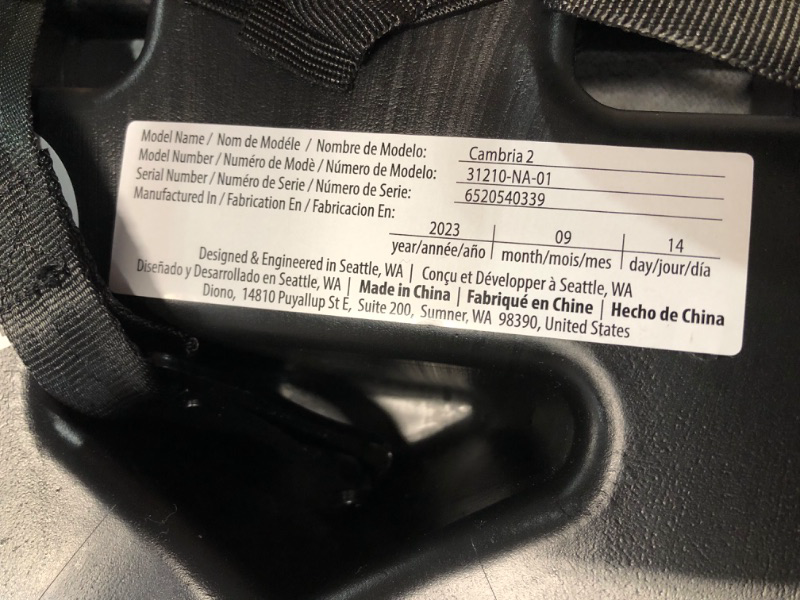 Model Name / Nom de Modéle / Nombre de Modelo: Cambria 2
Model Number / Numéro de Modè / Número de Modelo: 31210-NA-01
Serial Number / Numéro de Serie / Número de Serie: 6520540339
Manufactured In / Fabrication En / Fabricacion En:
2023 09 14
year/année/año month/mois/mes day/jour/día
Designed & Engineered in Seattle, WA | Conçu et Développer à Seattle, WA
Diseñado y Desarrollado en Seattle, WA | Made in China | Fabriqué en Chine | Hecho de China
Diono, 14810 Puyallup St E, Suite 200, Sumner, WA 98390, United States